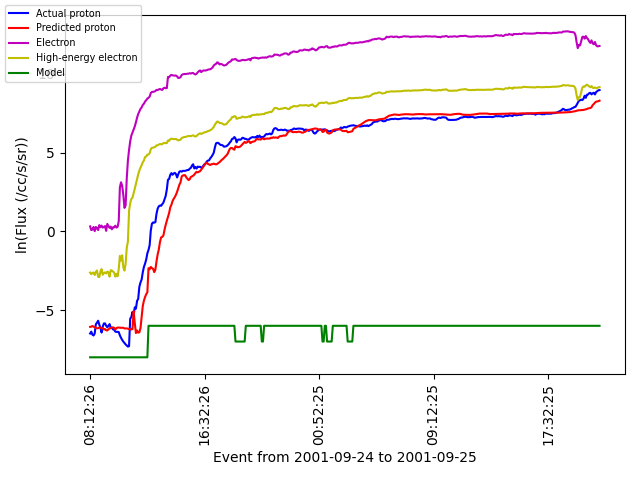 Actual proton
Predicted proton
Electron
High-energy electron
Model
5
0
−5
ln(Flux (/cc/s/sr))
08:12:26
16:32:26
00:52:25
09:12:25
17:32:25
Event from 2001-09-24 to 2001-09-25